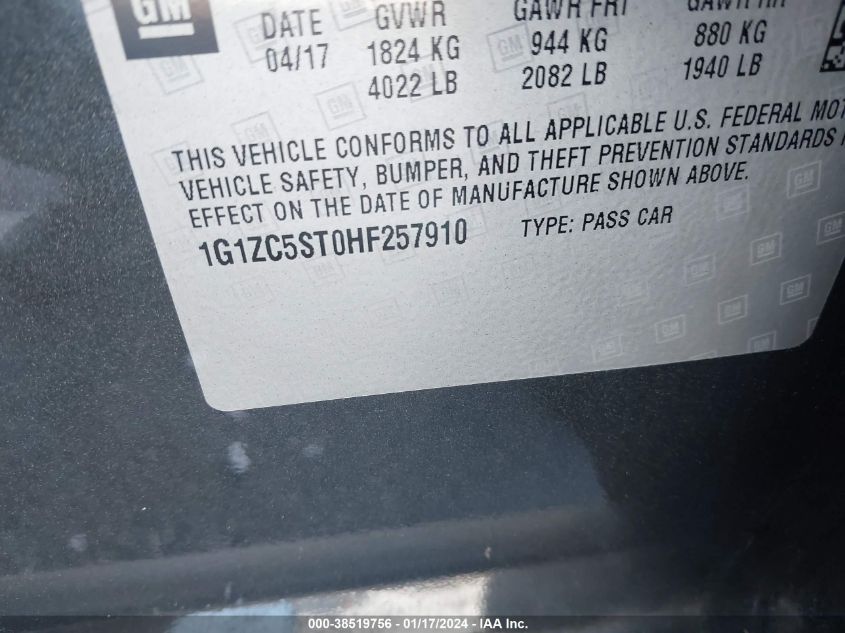 GM
DATE GVWR GAWR FRT GAWR RR
04/17 1824 KG 944 KG 880 KG
4022 LB 2082 LB 1940 LB
THIS VEHICLE CONFORMS TO ALL APPLICABLE U.S. FEDERAL MOT
VEHICLE SAFETY, BUMPER, AND THEFT PREVENTION STANDARDS
EFFECT ON THE DATE OF MANUFACTURE SHOWN ABOVE.
1G1ZC5ST0HF257910 TYPE: PASS CAR
000-38519756 - 01/17/2024 - IAA Inc.